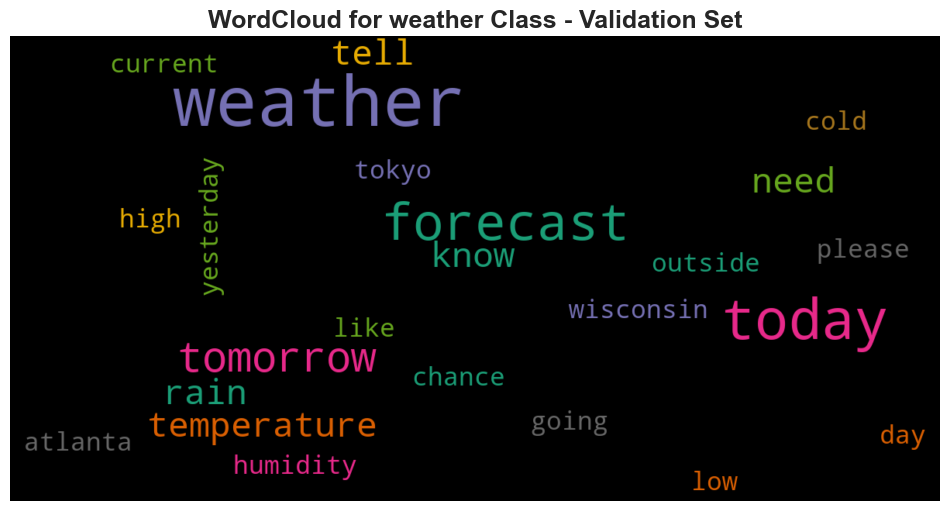 WordCloud for weather Class - Validation Set
tell
current
weather
cold
tokyo
need
yesterday
high
forecast
know
please
outside
wisconsin
today
like
tomorrow
chance
rain
going
temperature
day
atlanta
humidity
low